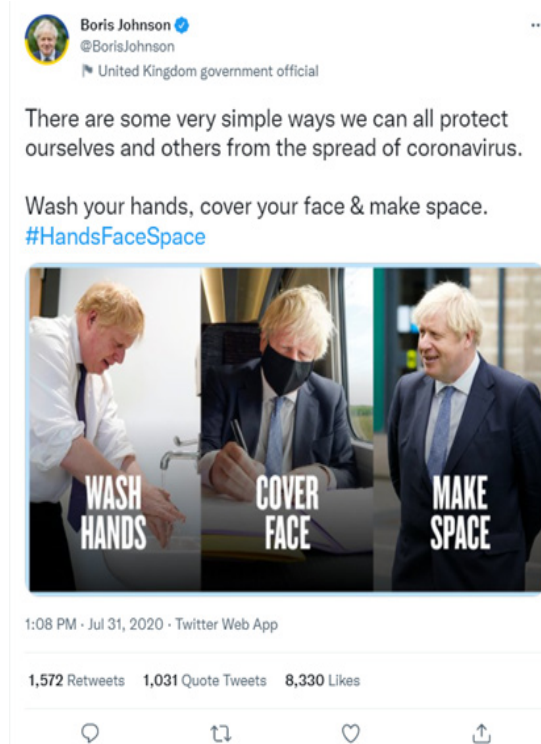 Boris Johnson
@BorisJohnson
United Kingdom government official
There are some very simple ways we can all protect
ourselves and others from the spread of coronavirus.
Wash your hands, cover your face & make space.
#HandsFaceSpace
WASH
HANDS
COVER
FACE
MAKE
SPACE
1:08 PM · Jul 31, 2020 · Twitter Web App
1,572 Retweets 1,031 Quote Tweets 8,330 Likes